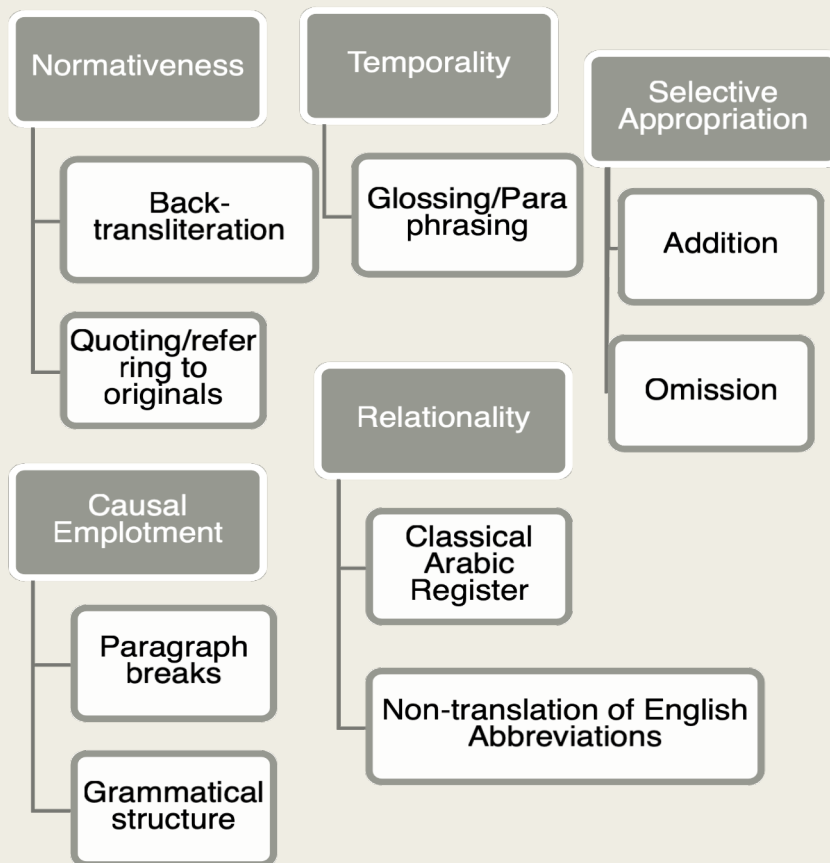 Normativeness
Back-
transliteration
Quoting/refer
ring to
originals
Temporality
Glossing/Para
phrasing
Selective
Appropriation
Addition
Omission
Relationality
Classical
Arabic
Register
Non-translation of English
Abbreviations
Causal
Emplotment
Paragraph
breaks
Grammatical
structure